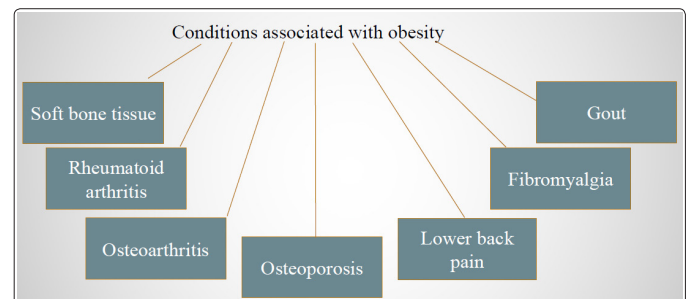 Conditions associated with obesity
Soft bone tissue
Rheumatoid
arthritis
Osteoarthritis
Osteoporosis
Lower back
pain
Fibromyalgia
Gout